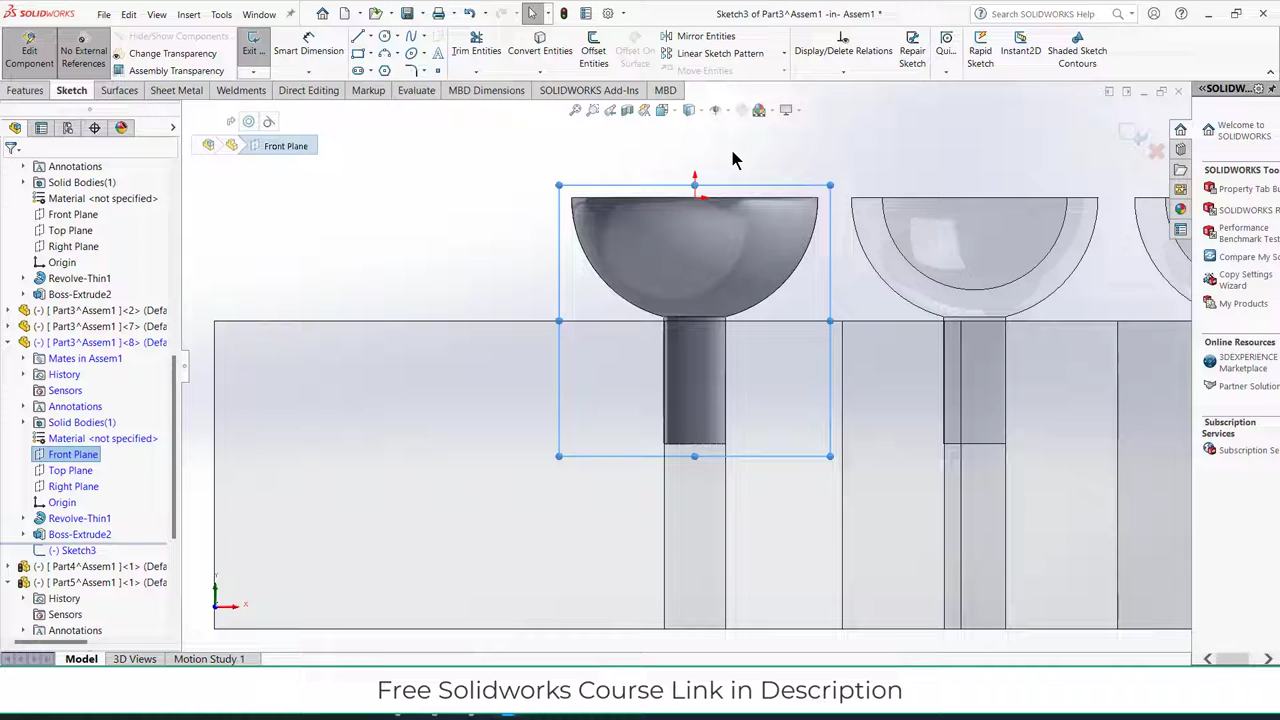 SOLIDWORKS File Edit View Insert Tools Window Sketch3 of Part3^Assem1 -in- Assem1 * Search SOLIDWORKS Help
Edit Component
No External References
Hide/Show Components
Change Transparency
Assembly Transparency
Exit ...
Smart Dimension
Trim Entities
Convert Entities
Offset Entities
Offset On Surface
Mirror Entities
Linear Sketch Pattern
Move Entities
Display/Delete Relations
Repair Sketch
Qui...
Rapid Sketch
Instant2D
Shaded Sketch Contours
Features Sketch Surfaces Sheet Metal Weldments Direct Editing Markup Evaluate MBD Dimensions SOLIDWORKS Add-Ins MBD
Front Plane
Annotations
Solid Bodies(1)
Material <not specified>
Front Plane
Top Plane
Right Plane
Origin
Revolve-Thin1
Boss-Extrude2
(-) [ Part3^Assem1 ]<2> (Defa
(-) [ Part3^Assem1 ]<7> (Defa
(-) [ Part3^Assem1 ]<8> (Defa
Mates in Assem1
History
Sensors
Annotations
Solid Bodies(1)
Material <not specified>
Front Plane
Top Plane
Right Plane
Origin
Revolve-Thin1
Boss-Extrude2
(-) Sketch3
(-) [ Part4^Assem1 ]<1> (Defa
(-) [ Part5^Assem1 ]<1> (Defa
History
Sensors
Annotations
Y
X
SOLIDW...
Welcome to SOLIDWORKS
SOLIDWORKS Too
Property Tab Bu
SOLIDWORKS R
Performance Benchmark Test
Compare My Sc
Copy Settings Wizard
My Products
Online Resources
3DEXPERIENCE Marketplace
Partner Solution
Subscription Services
Subscription Se
Model 3D Views Motion Study 1
Free Solidworks Course Link in Description